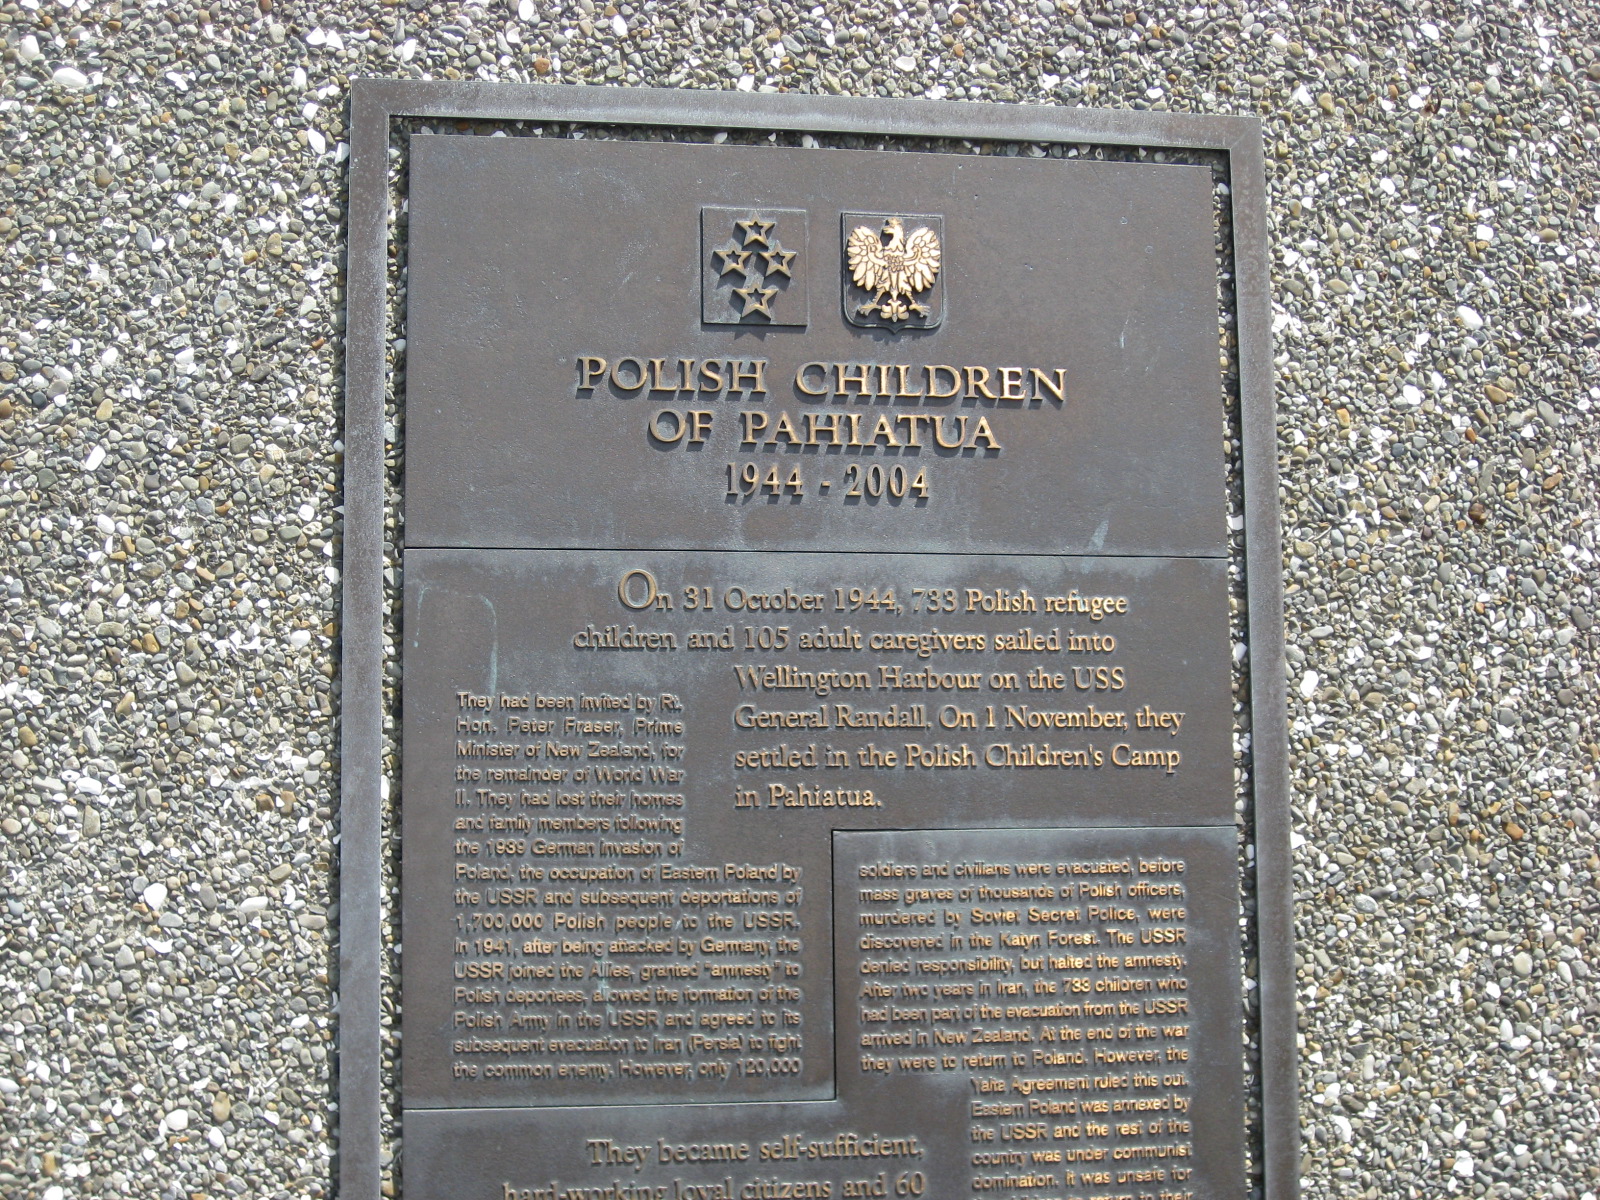 POLISH CHILDREN
OF PAHIATUA
1944 - 2004
On 31 October 1944, 733 Polish refugee
children and 105 adult caregivers sailed into
Wellington Harbour on the USS
General Randall. On 1 November, they
settled in the Polish Children's Camp
in Pahiatua.
They had been invited by Rt.
Hon. Peter Fraser, Prime
Minister of New Zealand, for
the remainder of World War
II. They had lost their homes
and family members following
the 1939 German invasion of
Poland, the occupation of Eastern Poland by
the USSR and subsequent deportations of
1,700,000 Polish people to the USSR.
In 1941, after being attacked by Germany, the
USSR joined the Allies, granted "amnesty" to
Polish deportees, allowed the formation of the
Polish Army in the USSR and agreed to its
subsequent evacuation to Iran (Persia) to fight
the common enemy. However, only 120,000
soldiers and civilians were evacuated, before
mass graves of thousands of Polish officers,
murdered by Soviet Secret Police, were
discovered in the Katyn Forest. The USSR
denied responsibility, but halted the amnesty.
After two years in Iran, the 733 children who
had been part of the evacuation from the USSR
arrived in New Zealand. At the end of the war
they were to return to Poland. However, the
Yalta Agreement ruled this out.
Eastern Poland was annexed by
the USSR and the rest of the
country was under communist
domination. It was unsafe for
to return to their
They became self-sufficient,
hard-working loyal citizens and 60